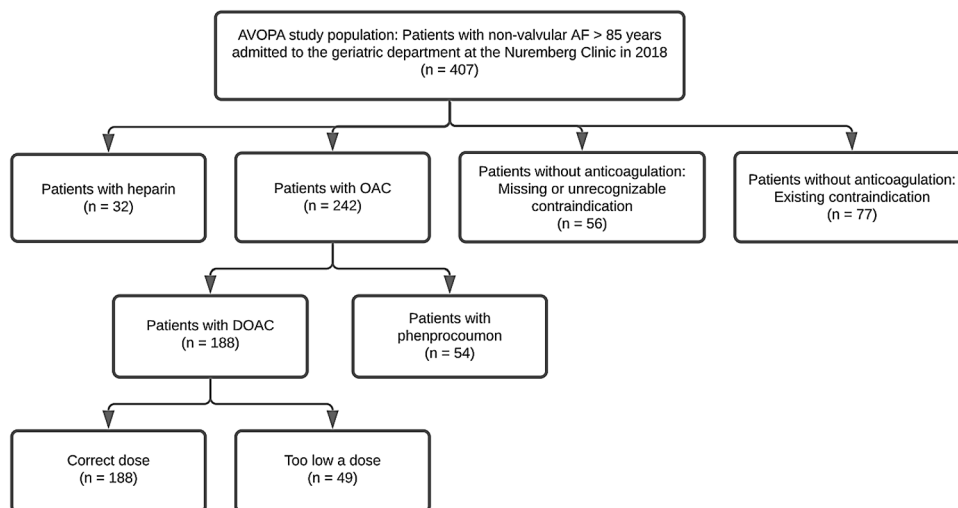 AVOPA study population: Patients with non-valvular AF > 85 years
admitted to the geriatric department at the Nuremberg Clinic in 2018
(n = 407)
Patients with heparin
(n = 32)
Patients with OAC
(n = 242)
Patients without anticoagulation:
Missing or unrecognizable
contraindication
(n = 56)
Patients without anticoagulation:
Existing contraindication
(n = 77)
Patients with DOAC
(n = 188)
Patients with
phenprocoumon
(n = 54)
Correct dose
(n = 188)
Too low a dose
(n = 49)